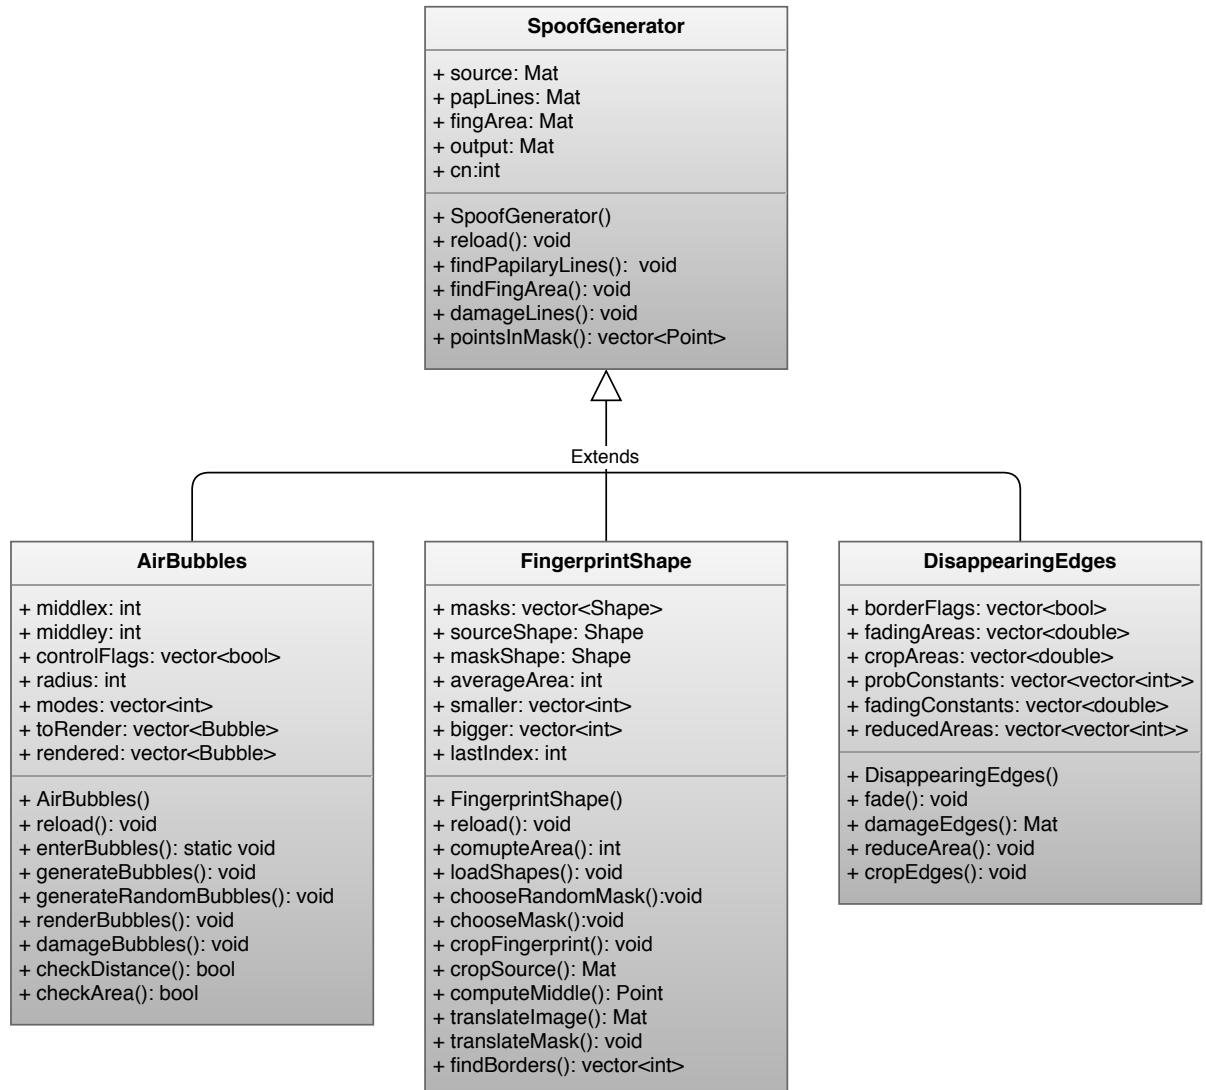 SpoofGenerator
+ source: Mat
+ papLines: Mat
+ fingArea: Mat
+ output: Mat
+ cn:int
+ SpoofGenerator()
+ reload(): void
+ findPapilaryLines():  void
+ findFingArea(): void
+ damageLines(): void
+ pointsInMask(): vector<Point>
Extends
AirBubbles
+ middlex: int
+ middley: int
+ controlFlags: vector<bool>
+ radius: int
+ modes: vector<int>
+ toRender: vector<Bubble>
+ rendered: vector<Bubble>
+ AirBubbles()
+ reload(): void
+ enterBubbles(): static void
+ generateBubbles(): void
+ generateRandomBubbles(): void
+ renderBubbles(): void
+ damageBubbles(): void
+ checkDistance(): bool
+ checkArea(): bool
FingerprintShape
+ masks: vector<Shape>
+ sourceShape: Shape
+ maskShape: Shape
+ averageArea: int
+ smaller: vector<int>
+ bigger: vector<int>
+ lastIndex: int
+ FingerprintShape()
+ reload(): void
+ comupteArea(): int
+ loadShapes(): void
+ chooseRandomMask():void
+ chooseMask():void
+ cropFingerprint(): void
+ cropSource(): Mat
+ computeMiddle(): Point
+ translateImage(): Mat
+ translateMask(): void
+ findBorders(): vector<int>
DisappearingEdges
+ borderFlags: vector<bool>
+ fadingAreas: vector<double>
+ cropAreas: vector<double>
+ probConstants: vector<vector<int>>
+ fadingConstants: vector<double>
+ reducedAreas: vector<vector<int>>
+ DisappearingEdges()
+ fade(): void
+ damageEdges(): Mat
+ reduceArea(): void
+ cropEdges(): void